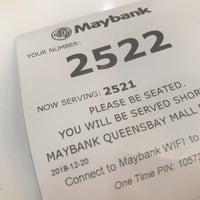 Maybank
YOUR NUMBER:
2522
NOW SERVING: 2521
PLEASE BE SEATED.
YOU WILL BE SERVED SHOR
MAYBANK QUEENSBAY MALL
2018-12-20
Connect to Maybank WIFI to
One Time PIN: 10573